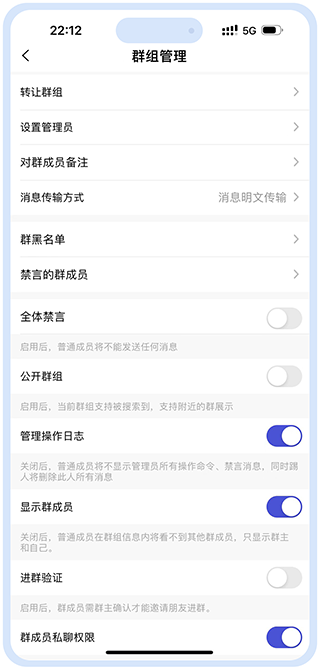 22:12 5G
群组管理
转让群组
设置管理员
对群成员备注
消息传输方式 消息明文传输
群黑名单
禁言的群成员
全体禁言
启用后，普通成员将不能发送任何消息
公开群组
启用后，当前群组支持被搜索到，支持附近的群展示
管理操作日志
关闭后，普通成员将不显示管理员所有操作命令、禁言消息，同时踢
人将删除此人所有消息
显示群成员
关闭后，普通成员在群组信息内将看不到其他群成员，只显示群主
和自己。
进群验证
启用后，群成员需群主确认才能邀请朋友进群。
群成员私聊权限